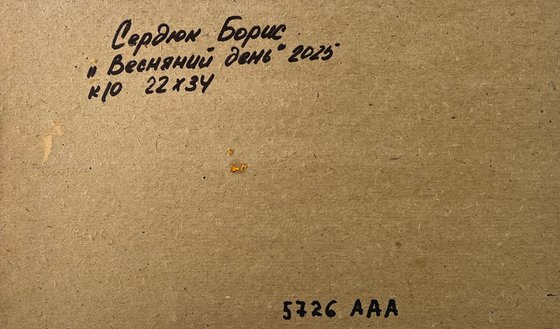 Сердюк Борис
"Весняний день" 2025
к/о 22х34
5726 ААА